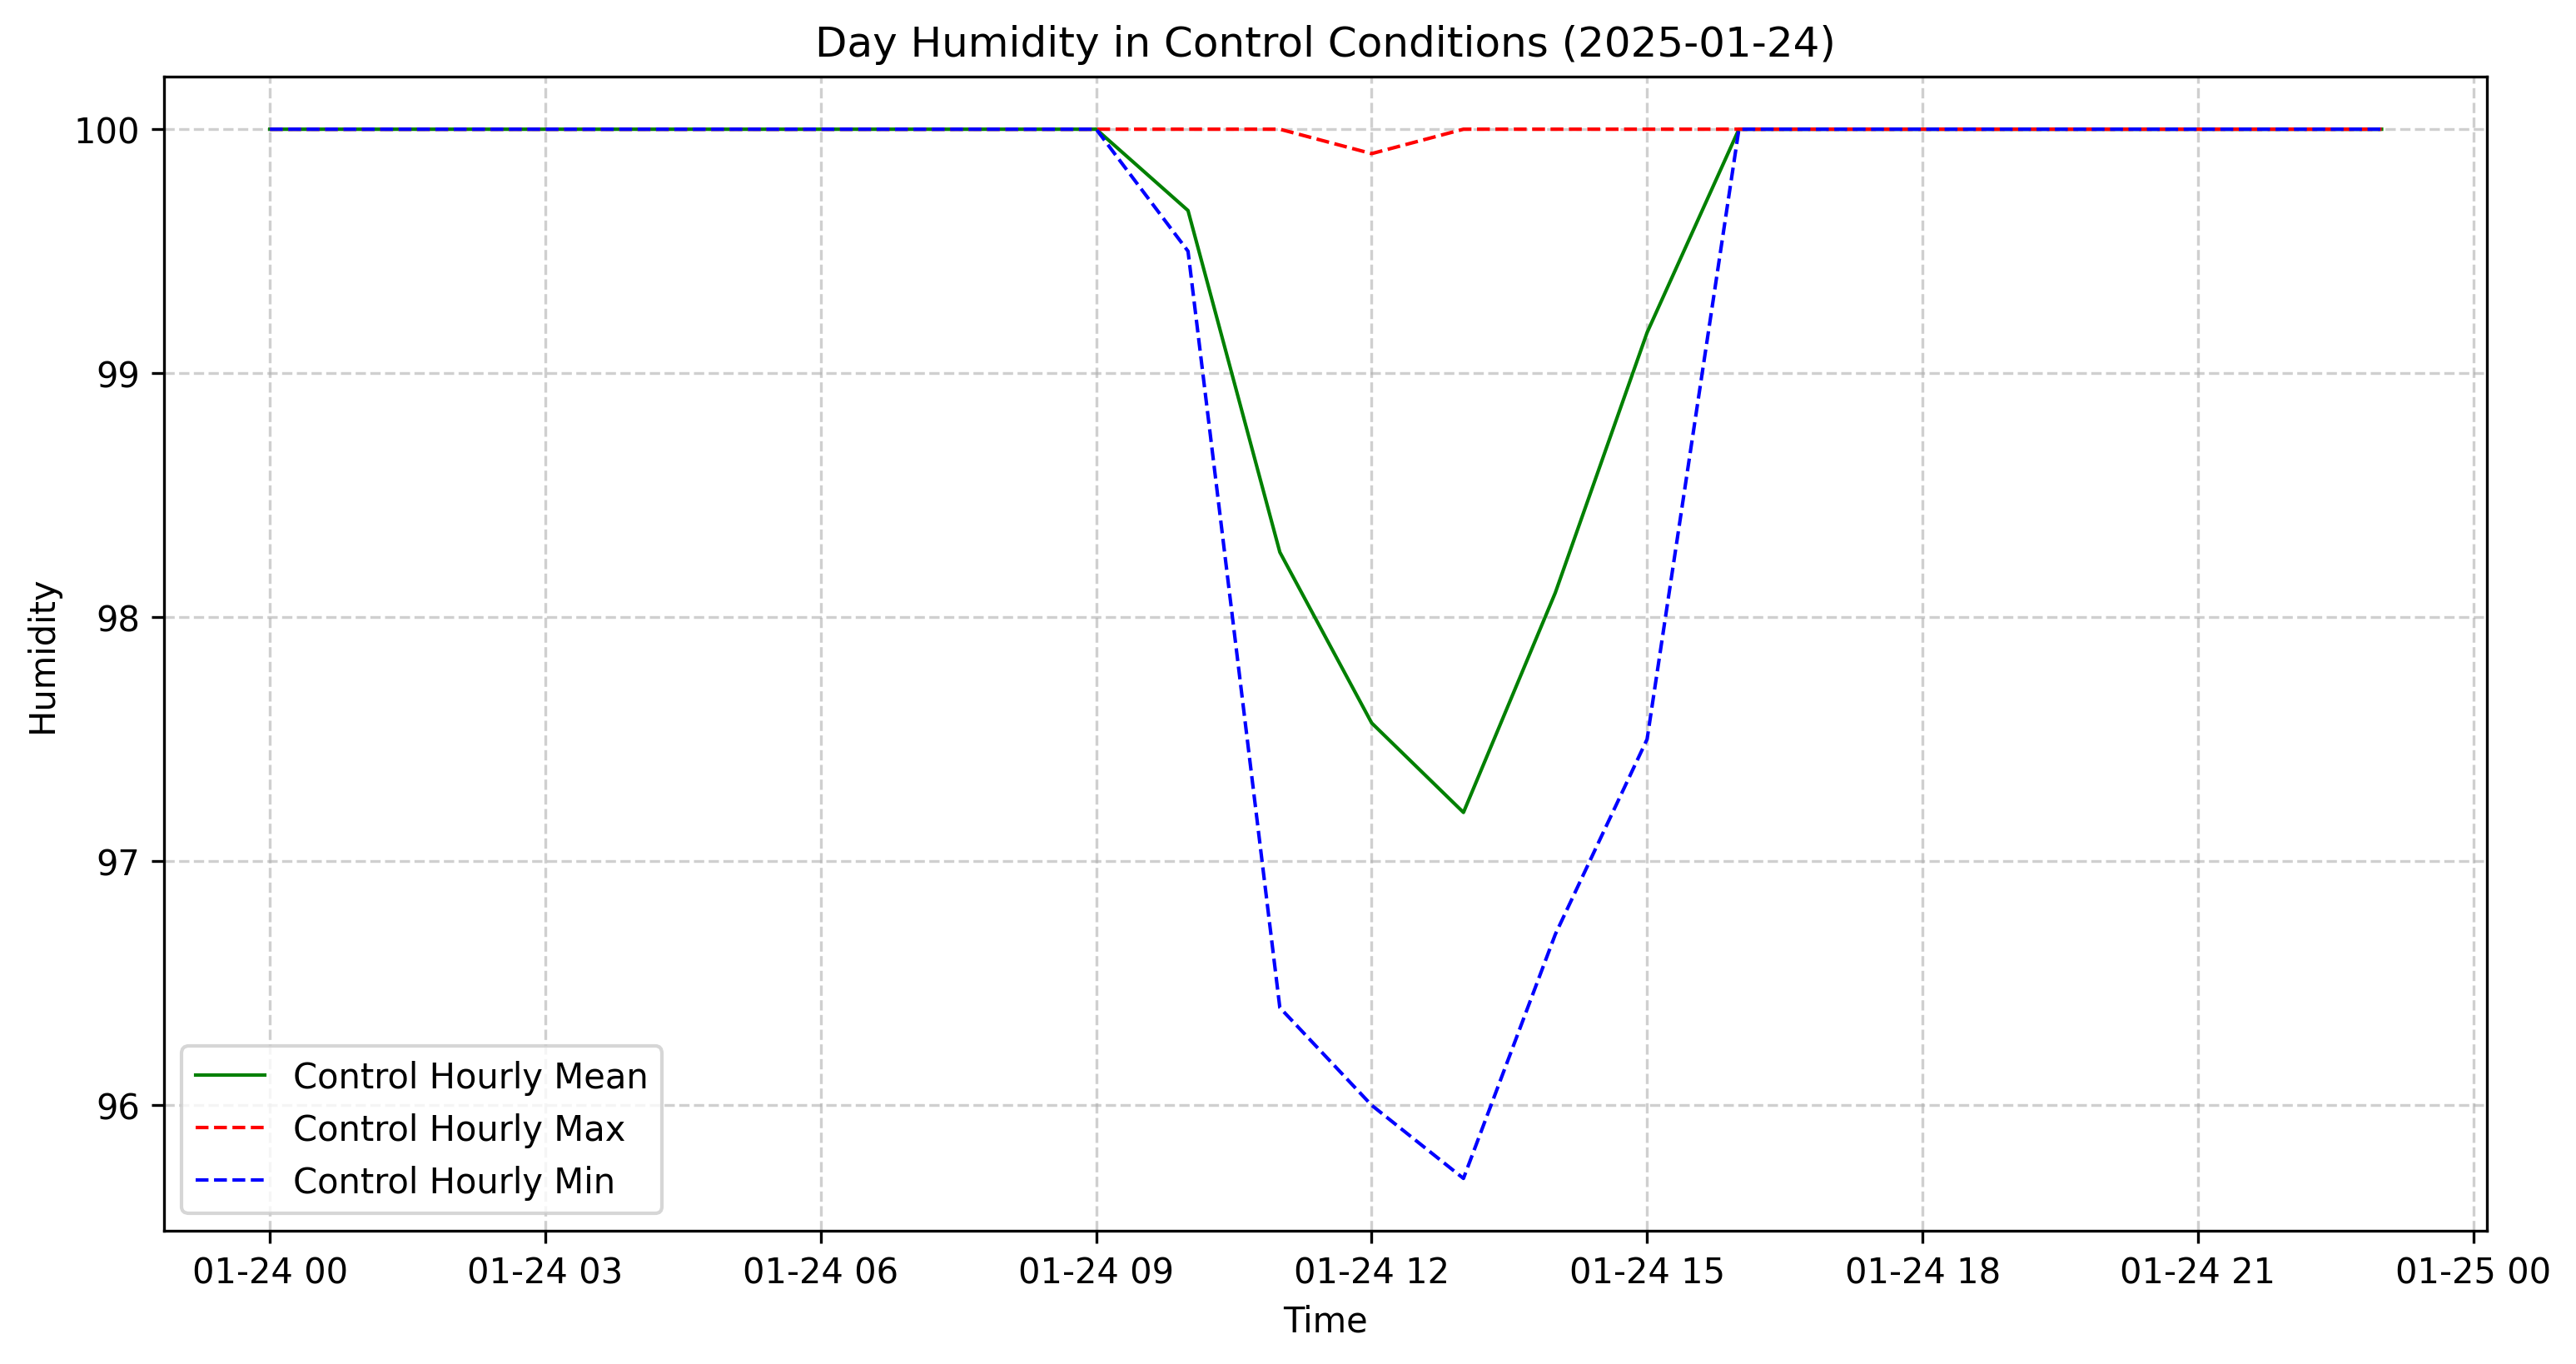 Day Humidity in Control Conditions (2025-01-24)
100
99
98
97
96
Humidity
Control Hourly Mean
Control Hourly Max
Control Hourly Min
01-24 00 01-24 03 01-24 06 01-24 09 01-24 12 01-24 15 01-24 18 01-24 21 01-25 00
Time